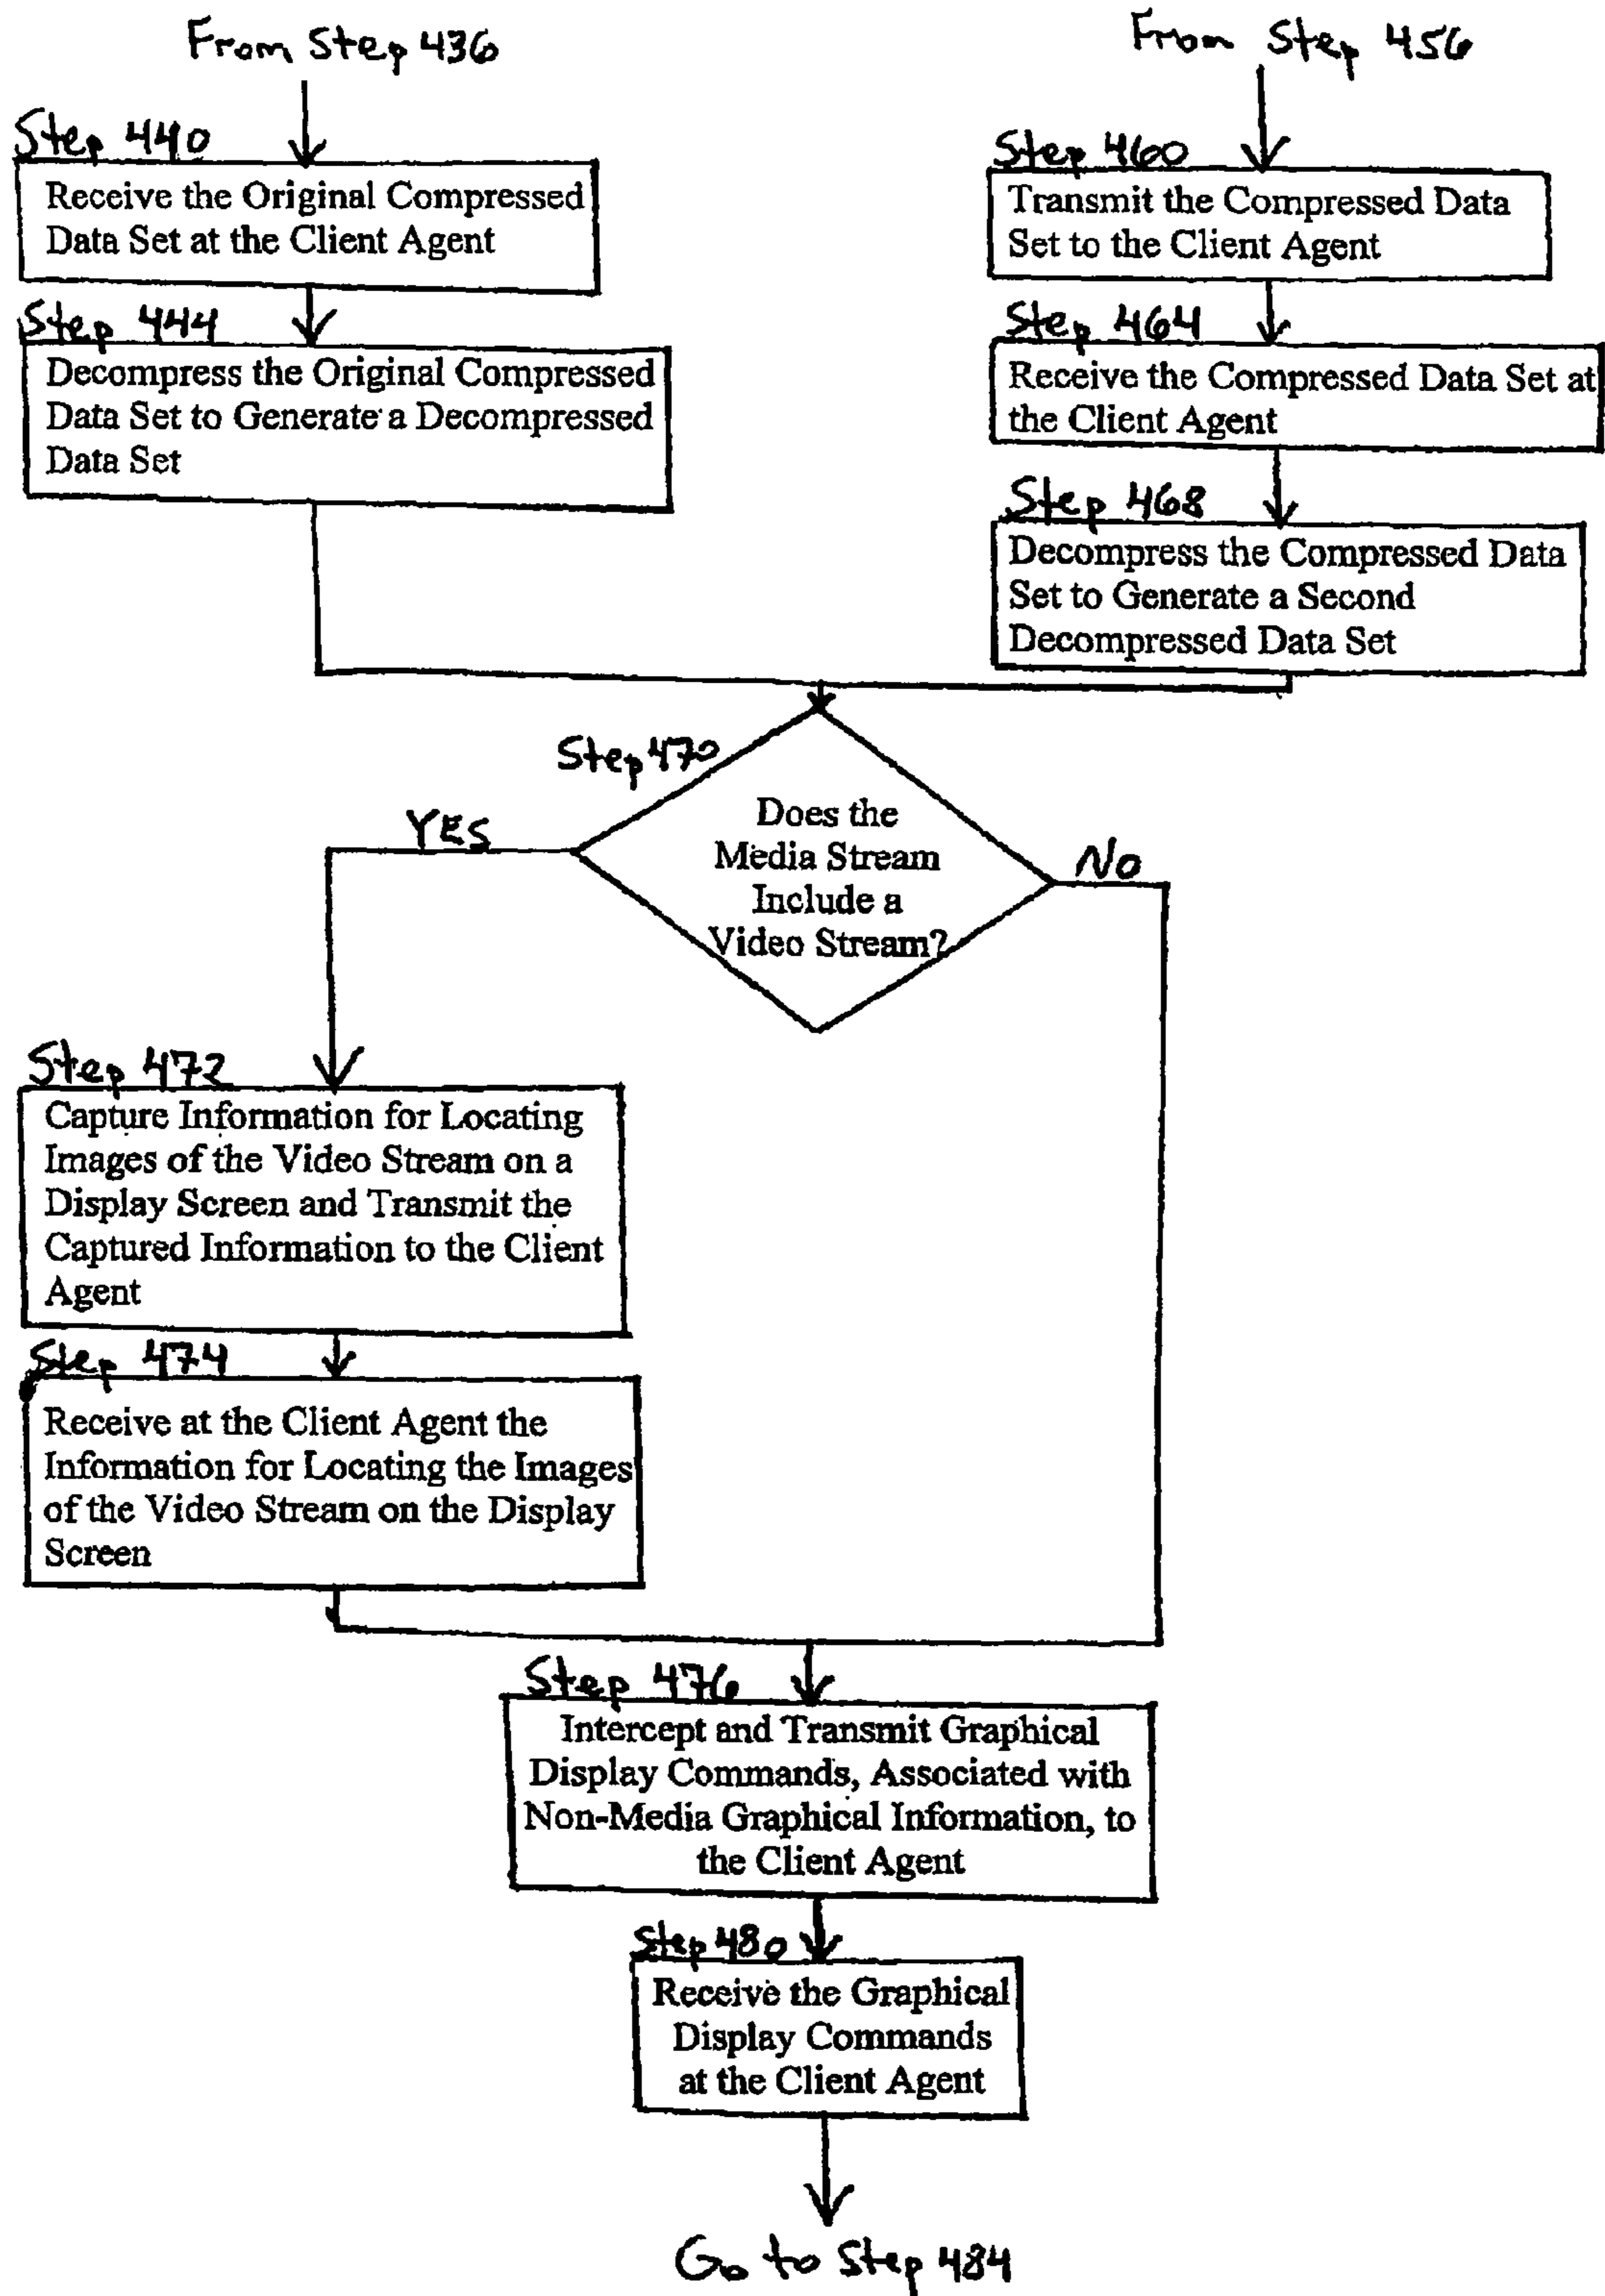 From Step 436
Step 440
Receive the Original Compressed
Data Set at the Client Agent
Step 444
Decompress the Original Compressed
Data Set to Generate a Decompressed
Data Set
From Step 456
Step 460
Transmit the Compressed Data
Set to the Client Agent
Step 464
Receive the Compressed Data Set at
the Client Agent
Step 468
Decompress the Compressed Data
Set to Generate a Second
Decompressed Data Set
Step 470
Does the
Media Stream
Include a
Video Stream?
YES
No
Step 472
Capture Information for Locating
Images of the Video Stream on a
Display Screen and Transmit the
Captured Information to the Client
Agent
Step 474
Receive at the Client Agent the
Information for Locating the Images
of the Video Stream on the Display
Screen
Step 476
Intercept and Transmit Graphical
Display Commands, Associated with
Non-Media Graphical Information, to
the Client Agent
Step 480
Receive the Graphical
Display Commands
at the Client Agent
Go to Step 484